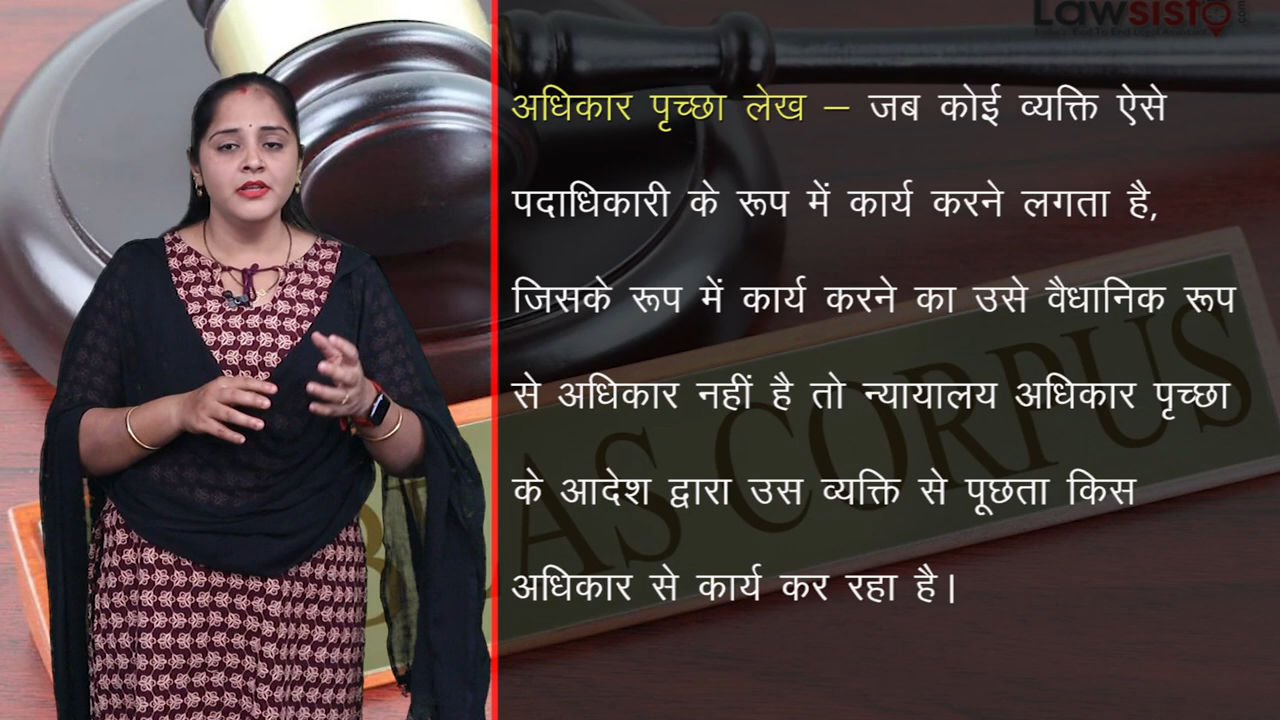 Lawsisto
.com
अधिकार पृच्छा लेख – जब कोई व्यक्ति ऐसे
पदाधिकारी के रूप में कार्य करने लगता है,
जिसके रूप में कार्य करने का उसे वैधानिक रूप
से अधिकार नहीं है तो न्यायालय अधिकार पृच्छा
के आदेश द्वारा उस व्यक्ति से पूछता किस
अधिकार से कार्य कर रहा है|
AS CORPUS